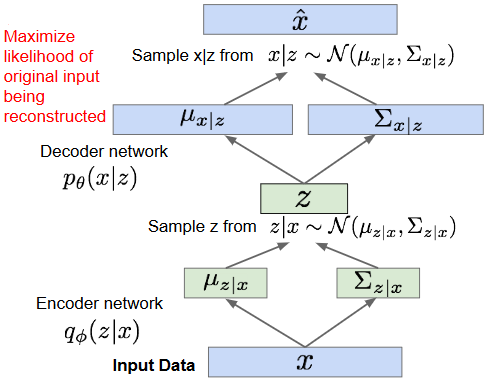 x̂
Maximize
likelihood of
original input
being
reconstructed
Sample x|z from x|z ∼ 𝒩(μ_{x|z}, Σ_{x|z})
μ_{x|z} Σ_{x|z}
Decoder network
p_θ(x|z)
z
Sample z from z|x ∼ 𝒩(μ_{z|x}, Σ_{z|x})
μ_{z|x} Σ_{z|x}
Encoder network
q_ϕ(z|x)
Input Data x